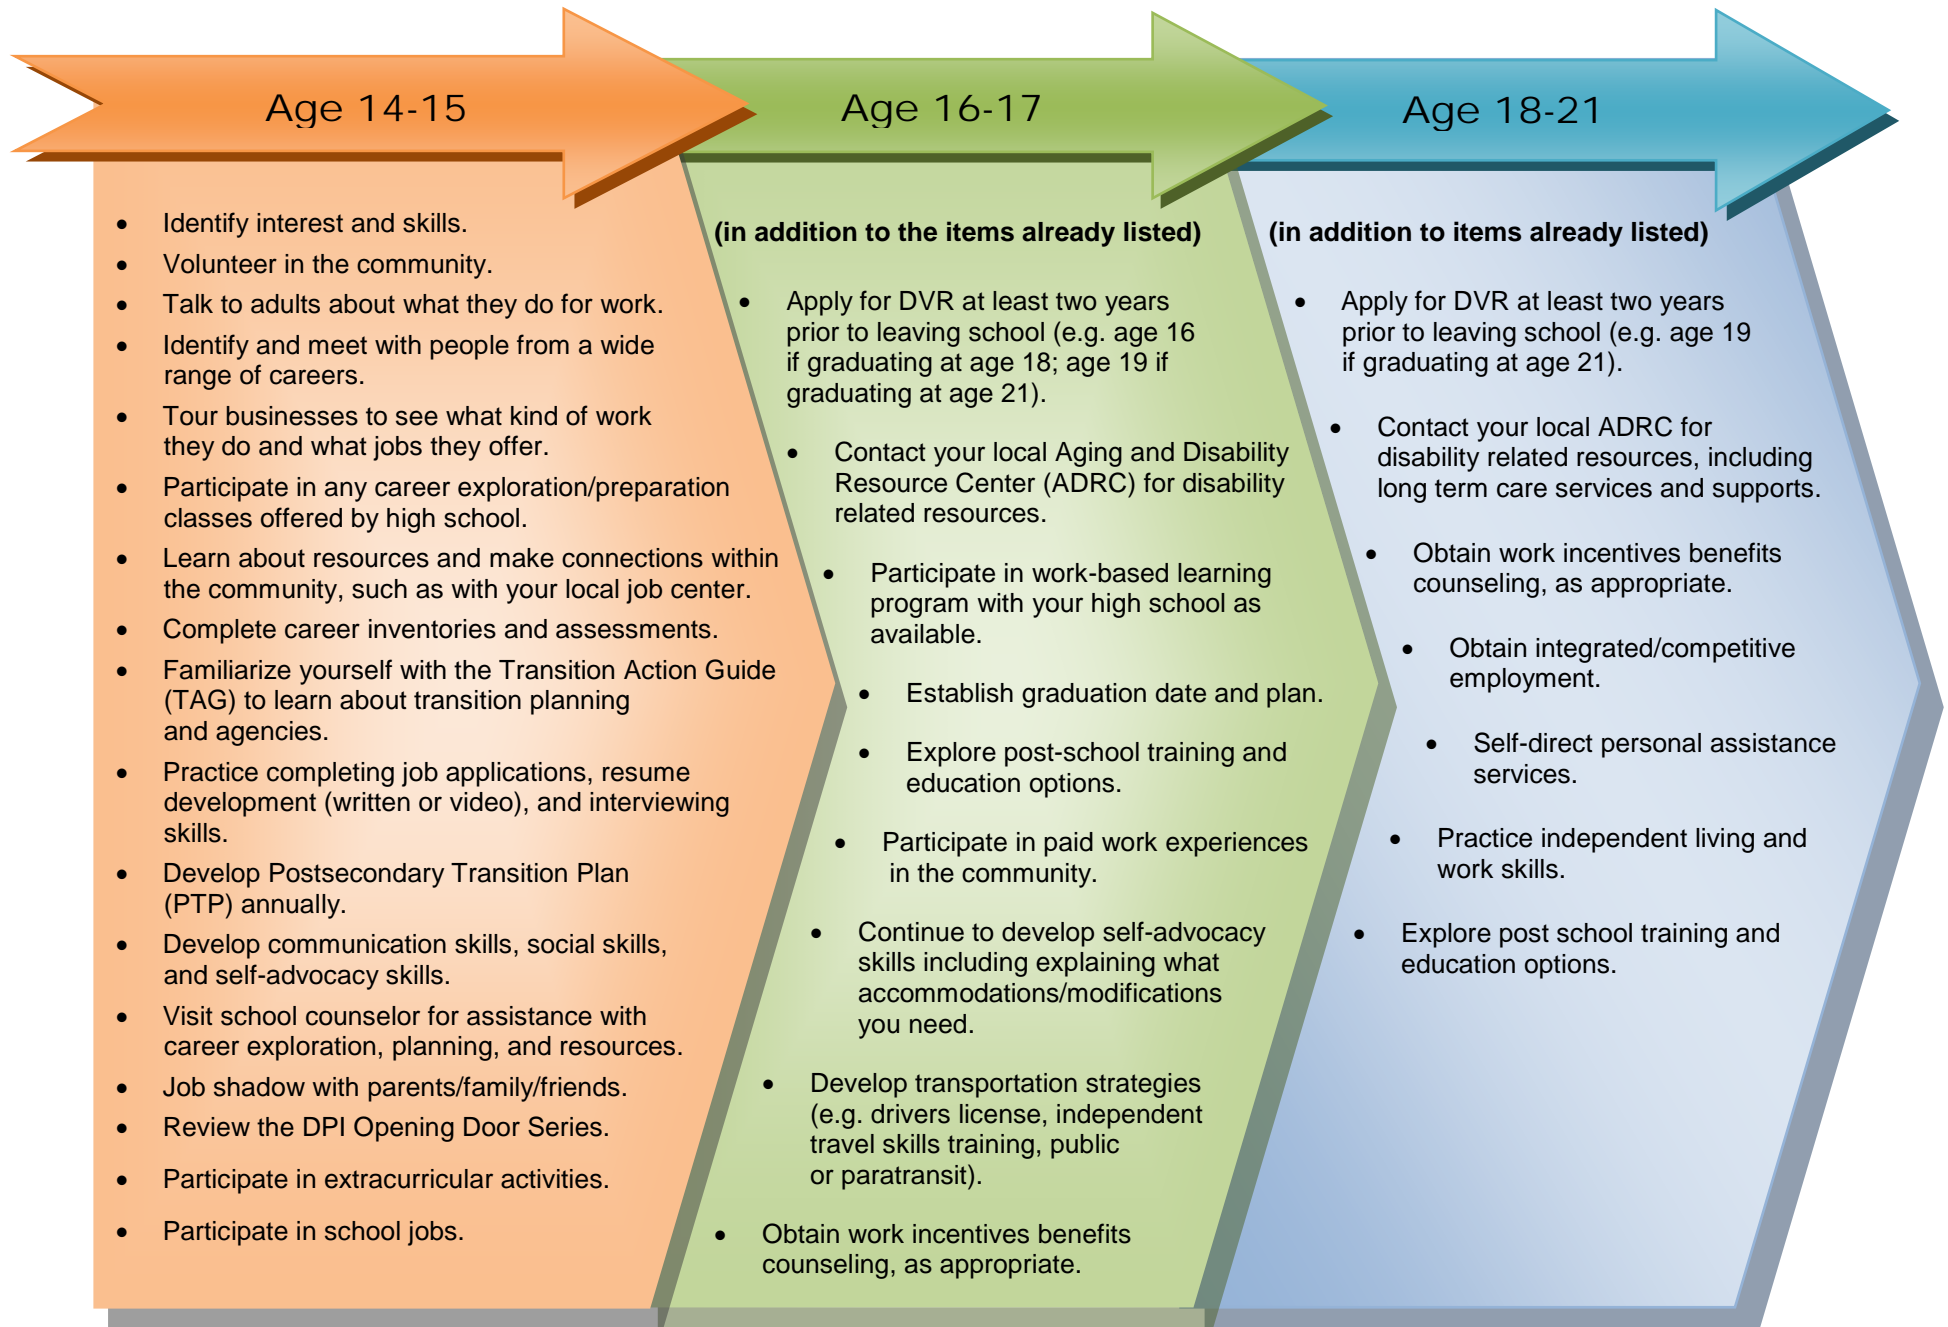 Age 14-15
• Identify interest and skills.
• Volunteer in the community.
• Talk to adults about what they do for work.
• Identify and meet with people from a wide
range of careers.
• Tour businesses to see what kind of work
they do and what jobs they offer.
• Participate in any career exploration/preparation
classes offered by high school.
• Learn about resources and make connections within
the community, such as with your local job center.
• Complete career inventories and assessments.
• Familiarize yourself with the Transition Action Guide
(TAG) to learn about transition planning
and agencies.
• Practice completing job applications, resume
development (written or video), and interviewing
skills.
• Develop Postsecondary Transition Plan
(PTP) annually.
• Develop communication skills, social skills,
and self-advocacy skills.
• Visit school counselor for assistance with
career exploration, planning, and resources.
• Job shadow with parents/family/friends.
• Review the DPI Opening Door Series.
• Participate in extracurricular activities.
• Participate in school jobs.
Age 16-17
(in addition to the items already listed)
• Apply for DVR at least two years
prior to leaving school (e.g. age 16
if graduating at age 18; age 19 if
graduating at age 21).
• Contact your local Aging and Disability
Resource Center (ADRC) for disability
related resources.
• Participate in work-based learning
program with your high school as
available.
• Establish graduation date and plan.
• Explore post-school training and
education options.
• Participate in paid work experiences
in the community.
• Continue to develop self-advocacy
skills including explaining what
accommodations/modifications
you need.
• Develop transportation strategies
(e.g. drivers license, independent
travel skills training, public
or paratransit).
• Obtain work incentives benefits
counseling, as appropriate.
Age 18-21
(in addition to items already listed)
• Apply for DVR at least two years
prior to leaving school (e.g. age 19
if graduating at age 21).
• Contact your local ADRC for
disability related resources, including
long term care services and supports.
• Obtain work incentives benefits
counseling, as appropriate.
• Obtain integrated/competitive
employment.
• Self-direct personal assistance
services.
• Practice independent living and
work skills.
• Explore post school training and
education options.